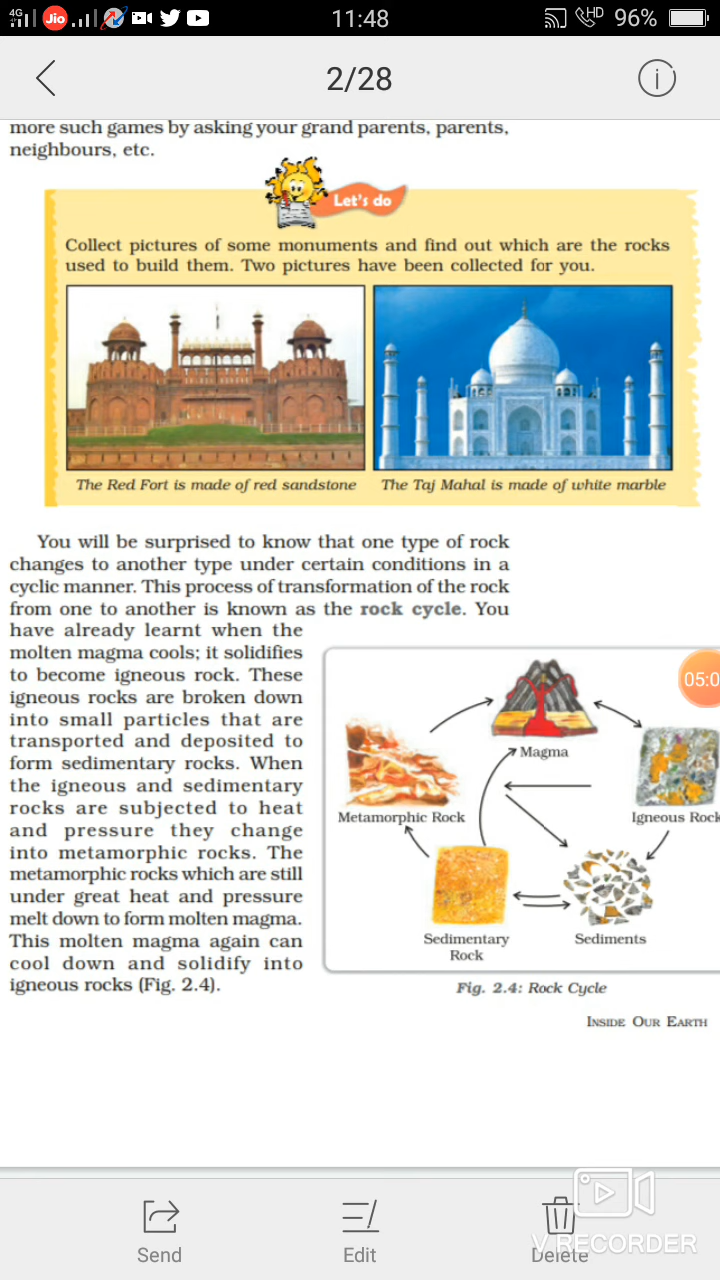 4G
Jio
11:48
HD
96%
2/28
more such games by asking your grand parents, parents,
neighbours, etc.
Let's do
Collect pictures of some monuments and find out which are the rocks
used to build them. Two pictures have been collected for you.
The Red Fort is made of red sandstone
The Taj Mahal is made of white marble
You will be surprised to know that one type of rock
changes to another type under certain conditions in a
cyclic manner. This process of transformation of the rock
from one to another is known as the rock cycle. You
have already learnt when the
molten magma cools; it solidifies
to become igneous rock. These
igneous rocks are broken down
into small particles that are
transported and deposited to
form sedimentary rocks. When
the igneous and sedimentary
rocks are subjected to heat
and pressure they change
into metamorphic rocks. The
metamorphic rocks which are still
under great heat and pressure
melt down to form molten magma.
This molten magma again can
cool down and solidify into
igneous rocks (Fig. 2.4).
05:0
Magma
Metamorphic Rock
Igneous Rock
Sedimentary
Rock
Sediments
Fig. 2.4: Rock Cycle
INSIDE OUR EARTH
Send
Edit
Delete
V RECORDER